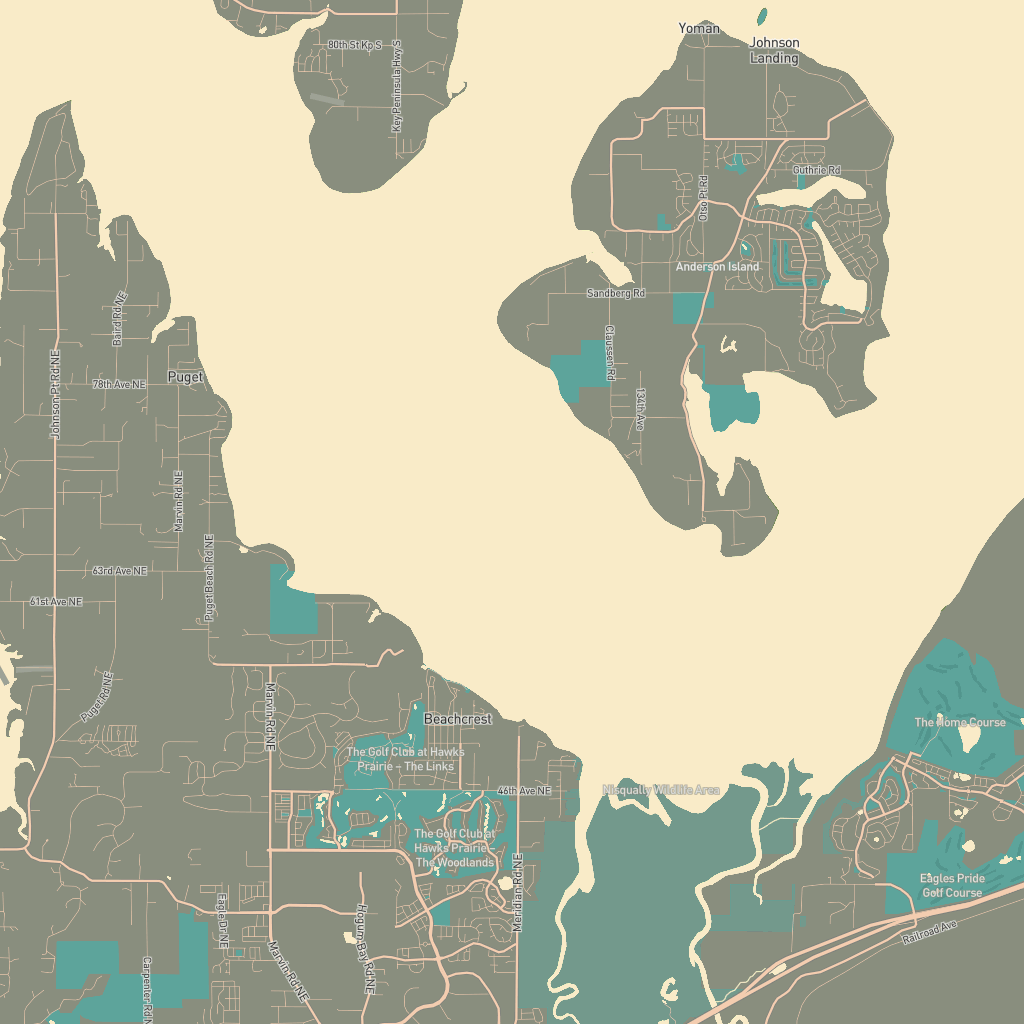 80th St Kp S
Key Peninsula Hwy S
Yoman
Johnson
Landing
Guthrie Rd
Otso Pt Rd
Anderson Island
Sandberg Rd
Claussen Rd
134th Ave
Baird Rd NE
Johnson Pt Rd NE
78th Ave NE
Puget
Marvin Rd NE
Puget Beach Rd NE
63rd Ave NE
61st Ave NE
Puget Rd NE
Marvin Rd NE
Beachcrest
The Golf Club at Hawks
Prairie – The Links
46th Ave NE
Nisqually Wildlife Area
The Home Course
The Golf Club at
Hawks Prairie –
The Woodlands
Meridian Rd NE
Eagles Pride
Golf Course
Railroad Ave
Eagle Dr NE
Hogum Bay Rd NE
Marvin Rd NE
Carpenter Rd N